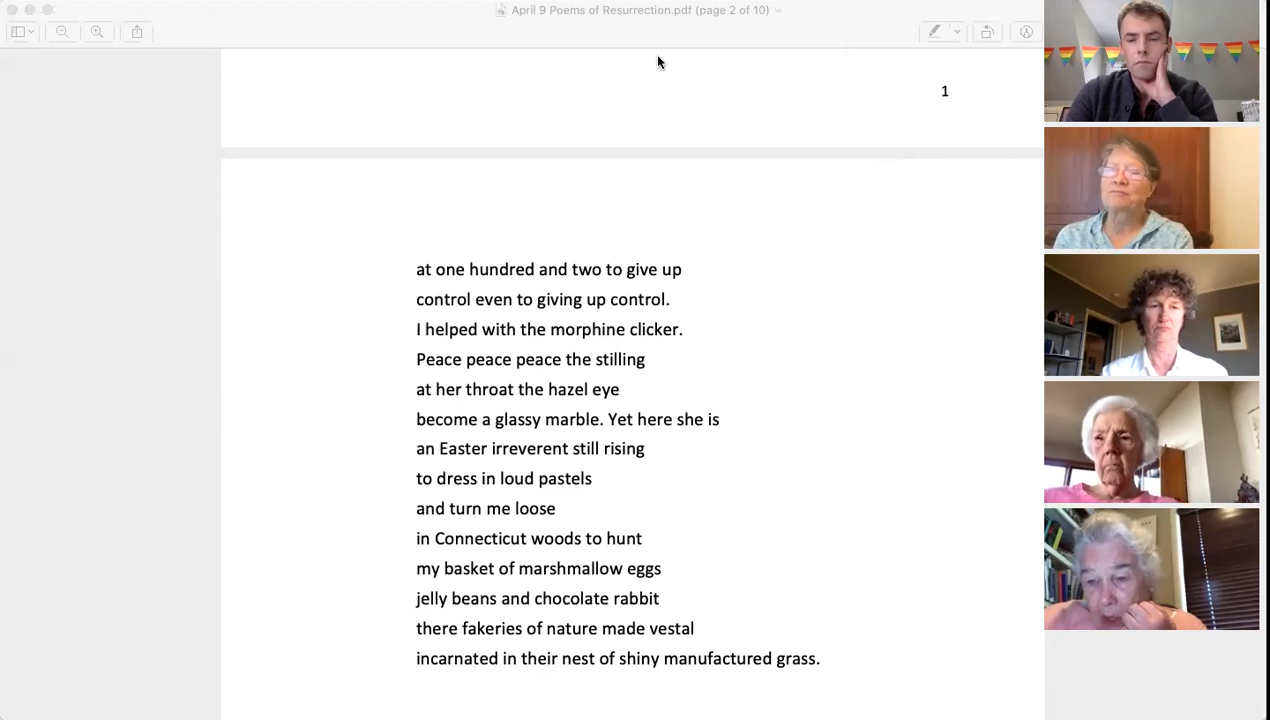 April 9 Poems of Resurrection.pdf (page 2 of 10)
1
at one hundred and two to give up
control even to giving up control.
I helped with the morphine clicker.
Peace peace peace the stilling
at her throat the hazel eye
become a glassy marble. Yet here she is
an Easter irreverent still rising
to dress in loud pastels
and turn me loose
in Connecticut woods to hunt
my basket of marshmallow eggs
jelly beans and chocolate rabbit
there fakeries of nature made vestal
incarnated in their nest of shiny manufactured grass.